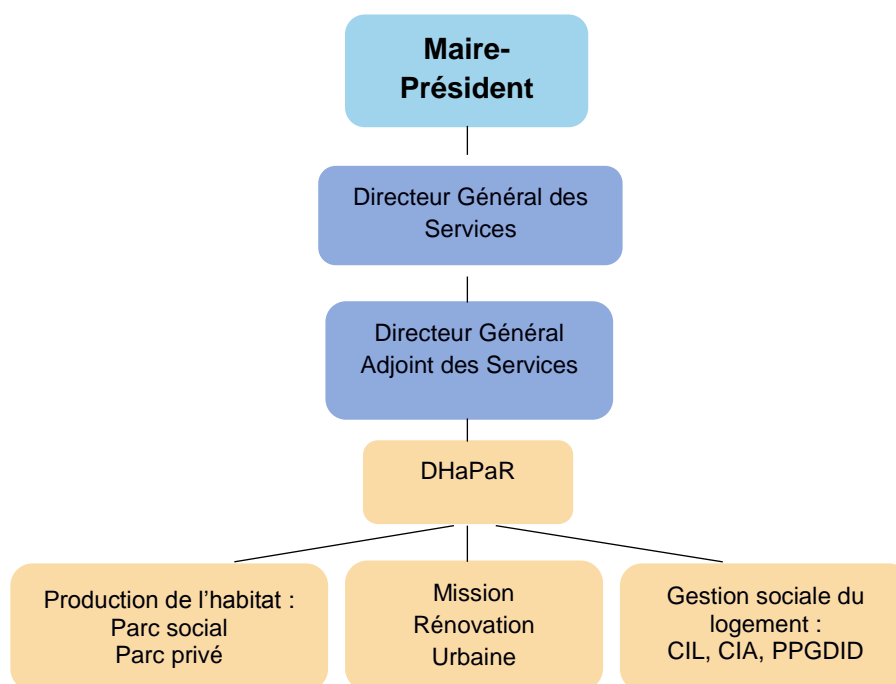 Maire-
Président
Directeur Général des
Services
Directeur Général
Adjoint des Services
DHaPaR
Production de l’habitat :
Parc social
Parc privé
Mission
Rénovation
Urbaine
Gestion sociale du
logement :
CIL, CIA, PPGDID